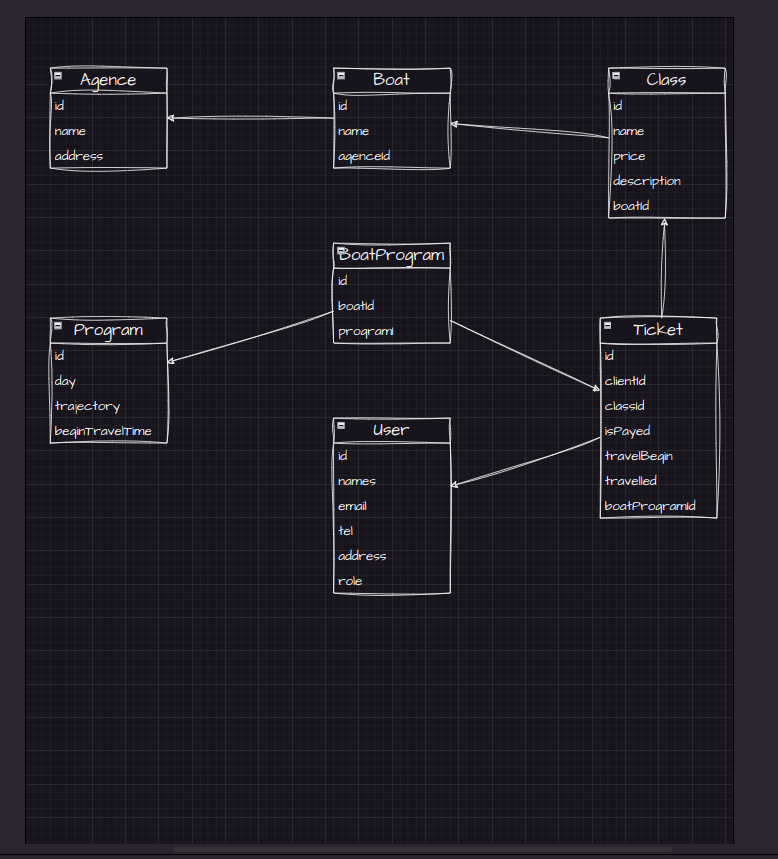 Agence
id
name
address
Boat
id
name
agenceId
Class
id
name
price
description
boatId
BoatProgram
id
boatId
programI
Program
id
day
trajectory
beginTravelTime
Ticket
id
clientId
classId
isPayed
travelBegin
travelled
boatProgramId
User
id
names
email
tel
address
role